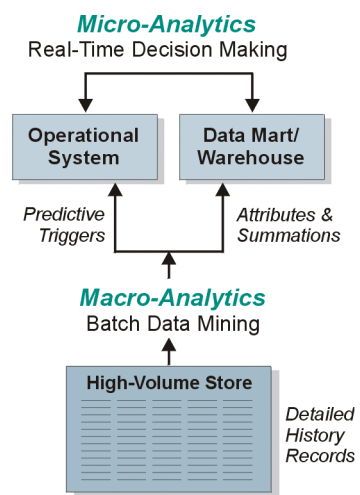 Micro-Analytics
Real-Time Decision Making
Operational
System
Data Mart/
Warehouse
Predictive
Triggers
Attributes &
Summations
Macro-Analytics
Batch Data Mining
High-Volume Store
Detailed
History
Records